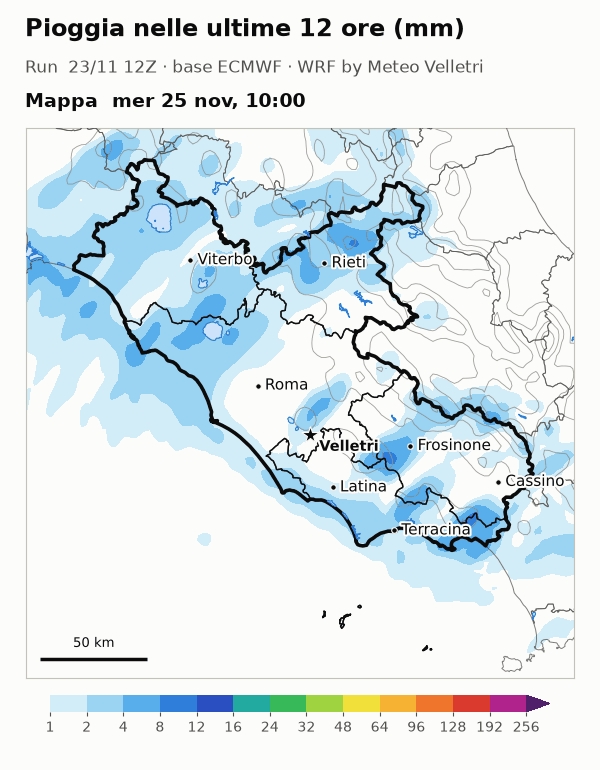 Pioggia nelle ultime 12 ore (mm)
Run  23/11 12Z · base ECMWF · WRF by Meteo Velletri
Mappa  mer 25 nov, 10:00
Viterbo
Rieti
Roma
Velletri
Frosinone
Latina
Cassino
Terracina
50 km
1 2 4 8 12 16 24 32 48 64 96 128 192 256